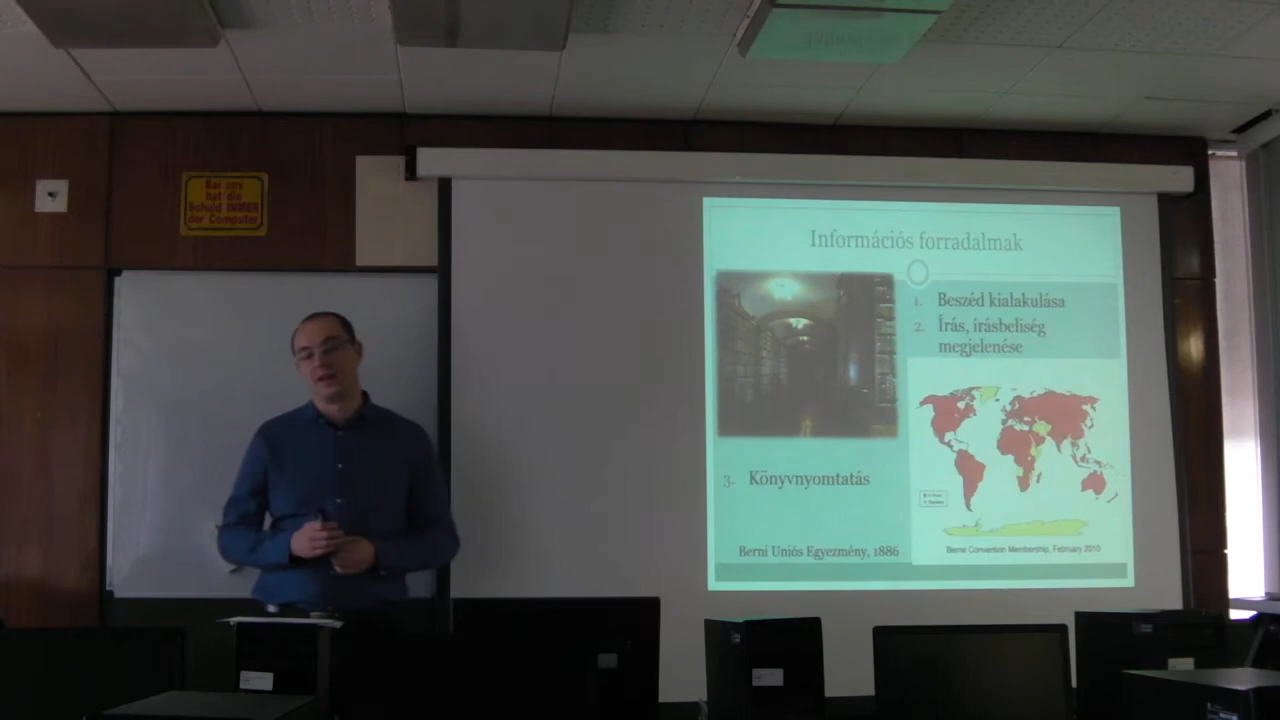 Bei uns
hat die
Schuld IMMER
der Computer
Információs forradalmak
1. Beszéd kialakulása
2. Írás, írásbeliség
megjelenése
3. Könyvnyomtatás
Berni Uniós Egyezmény, 1886
Berne Convention Membership, February 2010